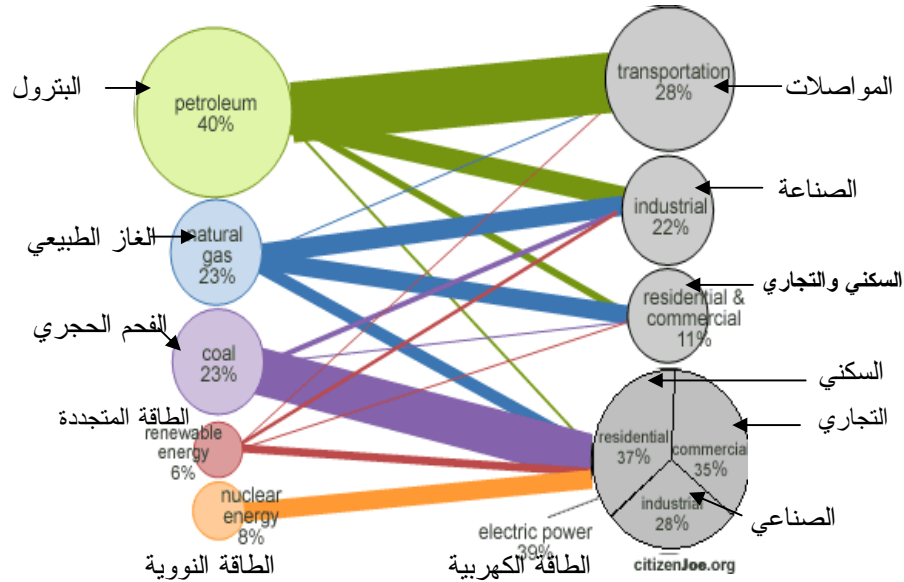 البترول
petroleum
40%
الغاز الطبيعي
natural
gas
23%
الفحم الحجري
coal
23%
الطاقة المتجددة
renewable
energy
6%
nuclear
energy
8%
الطاقة النووية
transportation
28%
المواصلات
industrial
22%
الصناعة
residential &
commercial
11%
السكني والتجاري
السكني
residential
37%
التجاري
commercial
35%
الصناعي
industrial
28%
electric power
39%
الطاقة الكهربية
citizenJoe.org